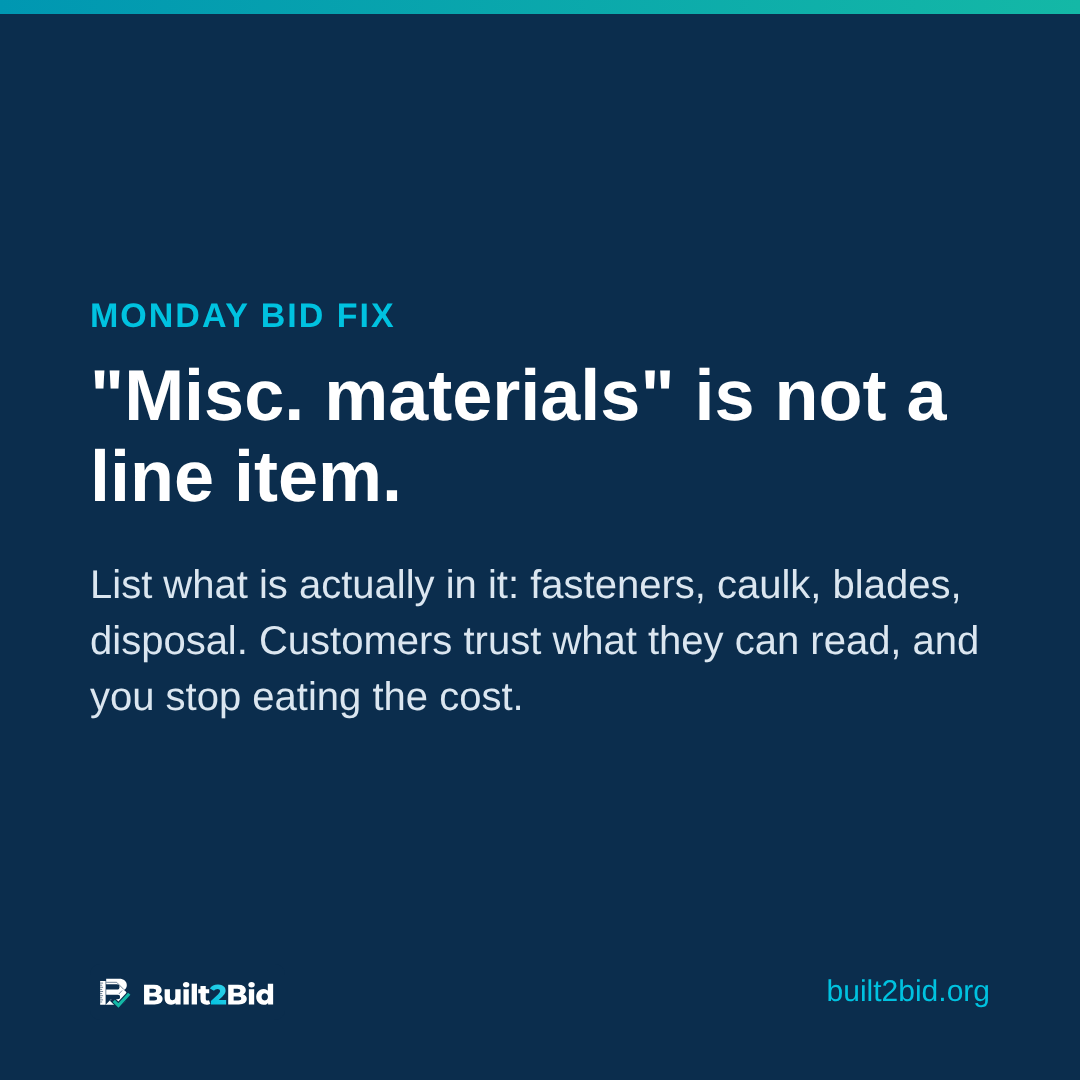 MONDAY BID FIX
"Misc. materials" is not a
line item.
List what is actually in it: fasteners, caulk, blades,
disposal. Customers trust what they can read, and
you stop eating the cost.
Built2Bid
built2bid.org